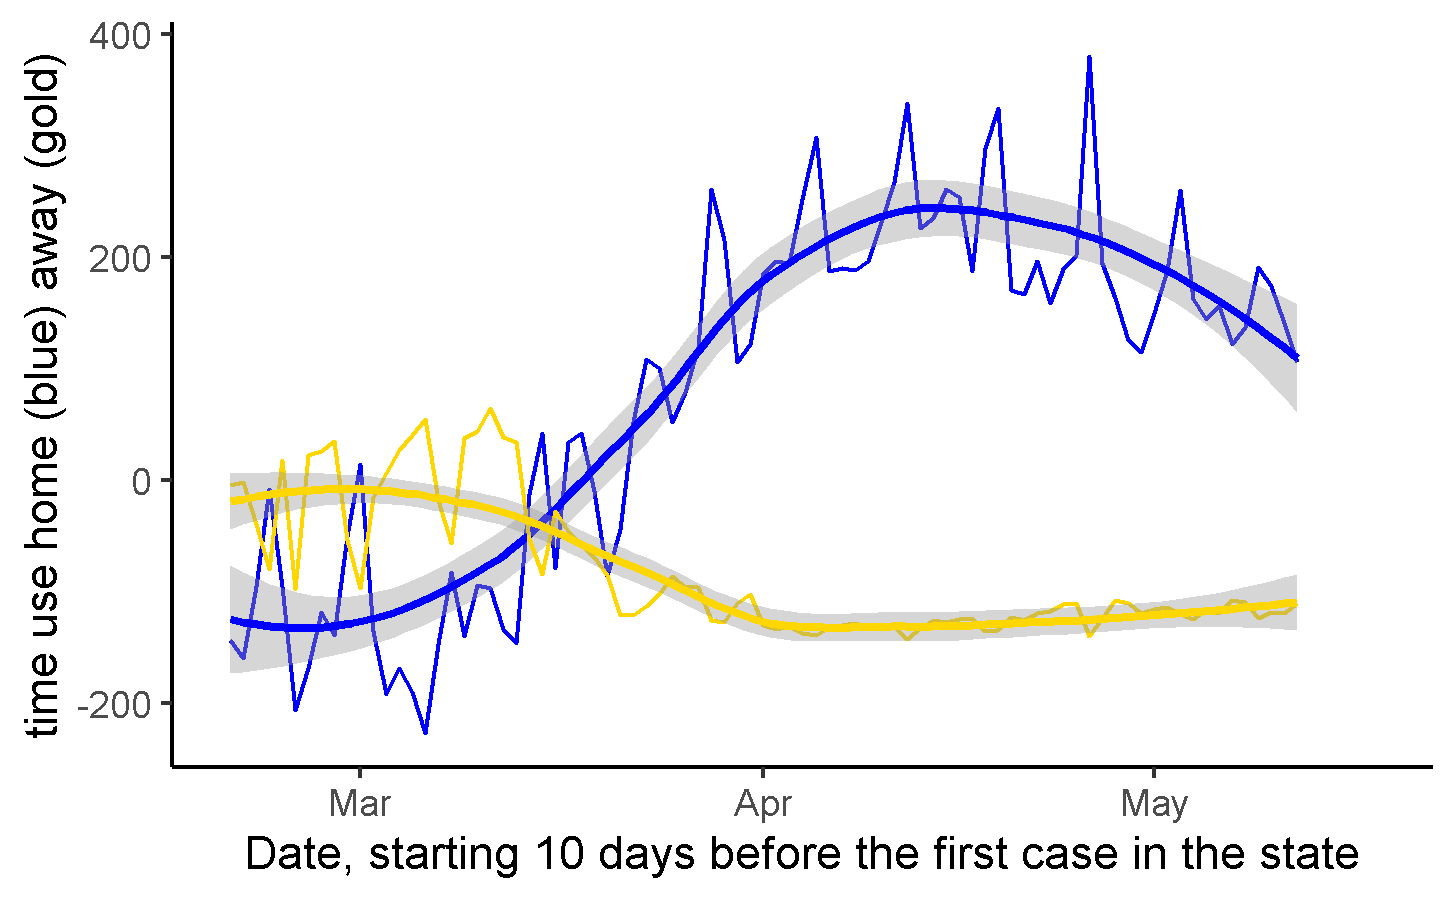 time use home (blue) away (gold)
400
200
0
-200
Mar
Apr
May
Date, starting 10 days before the first case in the state